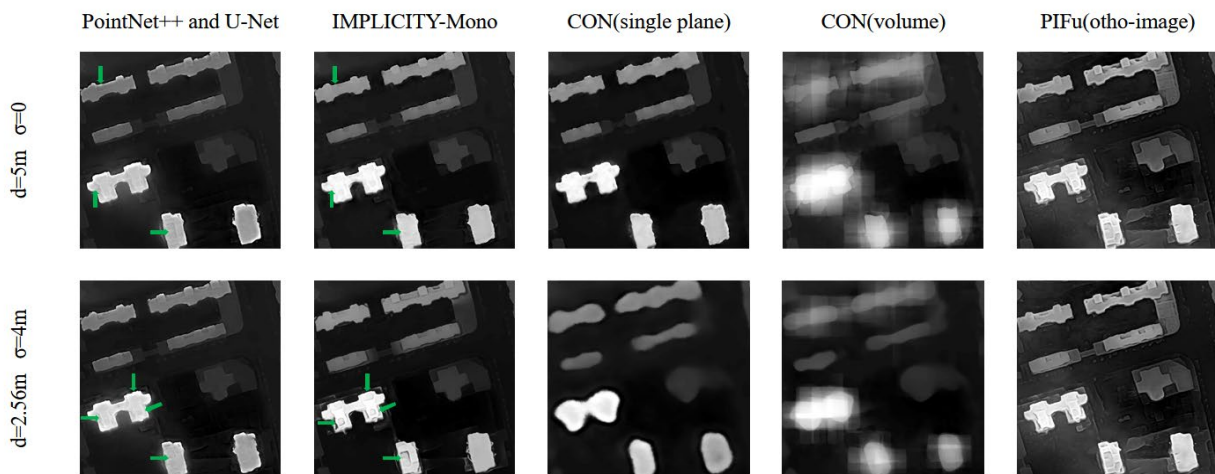 PointNet++ and U-Net
IMPLICITY-Mono
CON(single plane)
CON(volume)
PIFu(otho-image)
d=5m σ=0
d=2.56m σ=4m